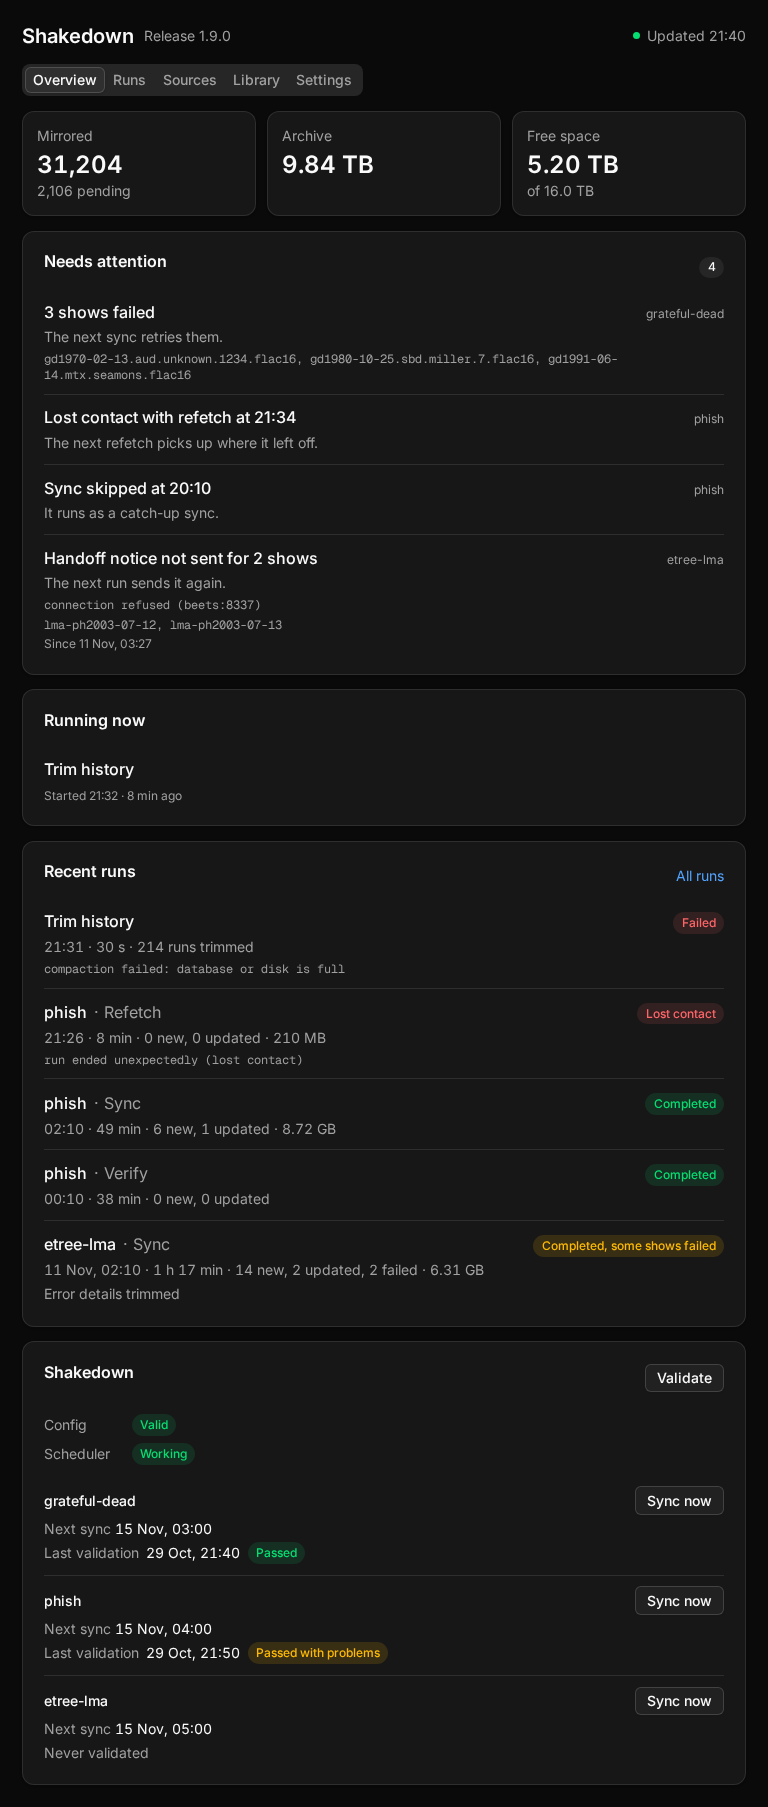 Shakedown Release 1.9.0
Updated 21:40
Overview Runs Sources Library Settings
Mirrored
31,204
2,106 pending
Archive
9.84 TB
Free space
5.20 TB
of 16.0 TB
Needs attention
4
3 shows failed
grateful-dead
The next sync retries them.
gd1970-02-13.aud.unknown.1234.flac16, gd1980-10-25.sbd.miller.7.flac16, gd1991-06-
14.mtx.seamons.flac16
Lost contact with refetch at 21:34
phish
The next refetch picks up where it left off.
Sync skipped at 20:10
phish
It runs as a catch-up sync.
Handoff notice not sent for 2 shows
etree-lma
The next run sends it again.
connection refused (beets:8337)
lma-ph2003-07-12, lma-ph2003-07-13
Since 11 Nov, 03:27
Running now
Trim history
Started 21:32 · 8 min ago
Recent runs
All runs
Trim history
Failed
21:31 · 30 s · 214 runs trimmed
compaction failed: database or disk is full
phish · Refetch
Lost contact
21:26 · 8 min · 0 new, 0 updated · 210 MB
run ended unexpectedly (lost contact)
phish · Sync
Completed
02:10 · 49 min · 6 new, 1 updated · 8.72 GB
phish · Verify
Completed
00:10 · 38 min · 0 new, 0 updated
etree-lma · Sync
Completed, some shows failed
11 Nov, 02:10 · 1 h 17 min · 14 new, 2 updated, 2 failed · 6.31 GB
Error details trimmed
Shakedown
Validate
Config Valid
Scheduler Working
grateful-dead
Sync now
Next sync 15 Nov, 03:00
Last validation 29 Oct, 21:40 Passed
phish
Sync now
Next sync 15 Nov, 04:00
Last validation 29 Oct, 21:50 Passed with problems
etree-lma
Sync now
Next sync 15 Nov, 05:00
Never validated